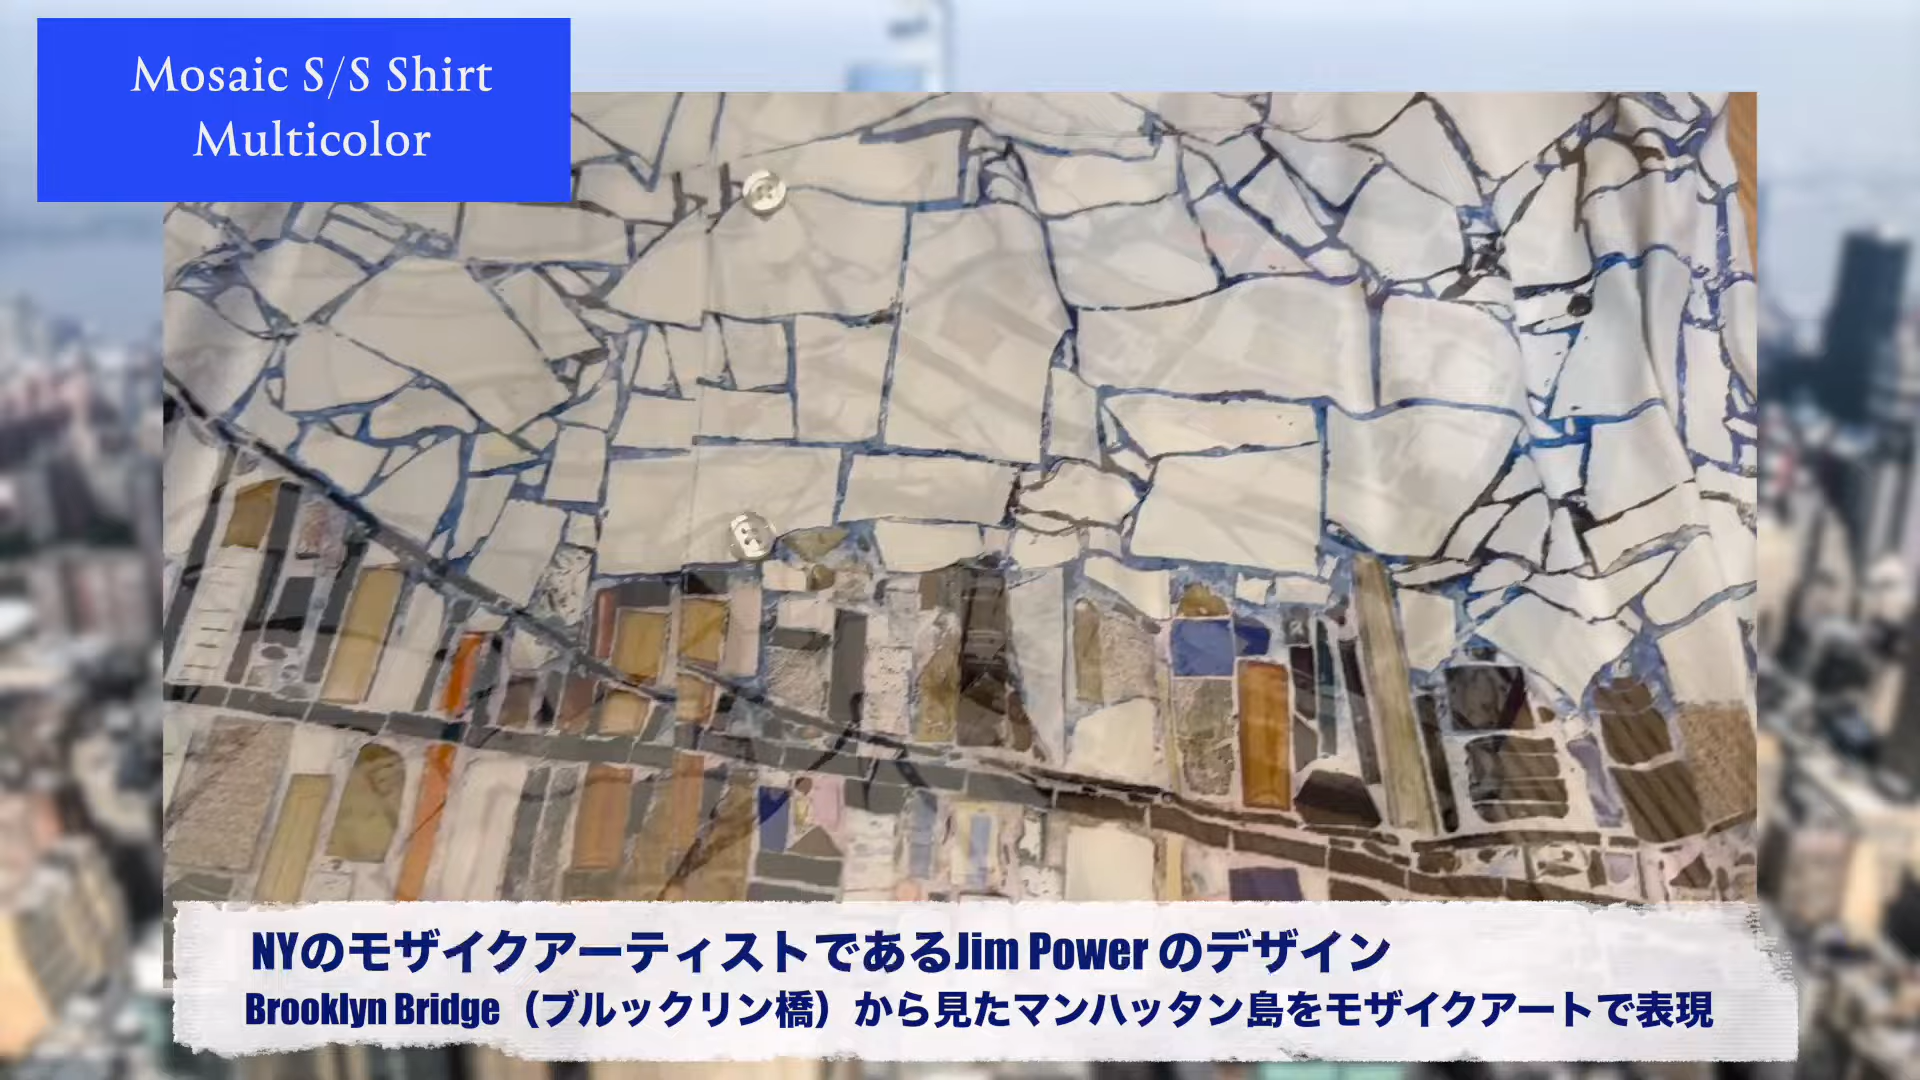 Mosaic S/S Shirt
Multicolor
NYのモザイクアーティストであるJim Power のデザイン
Brooklyn Bridge（ブルックリン橋）から見たマンハッタン島をモザイクアートで表現